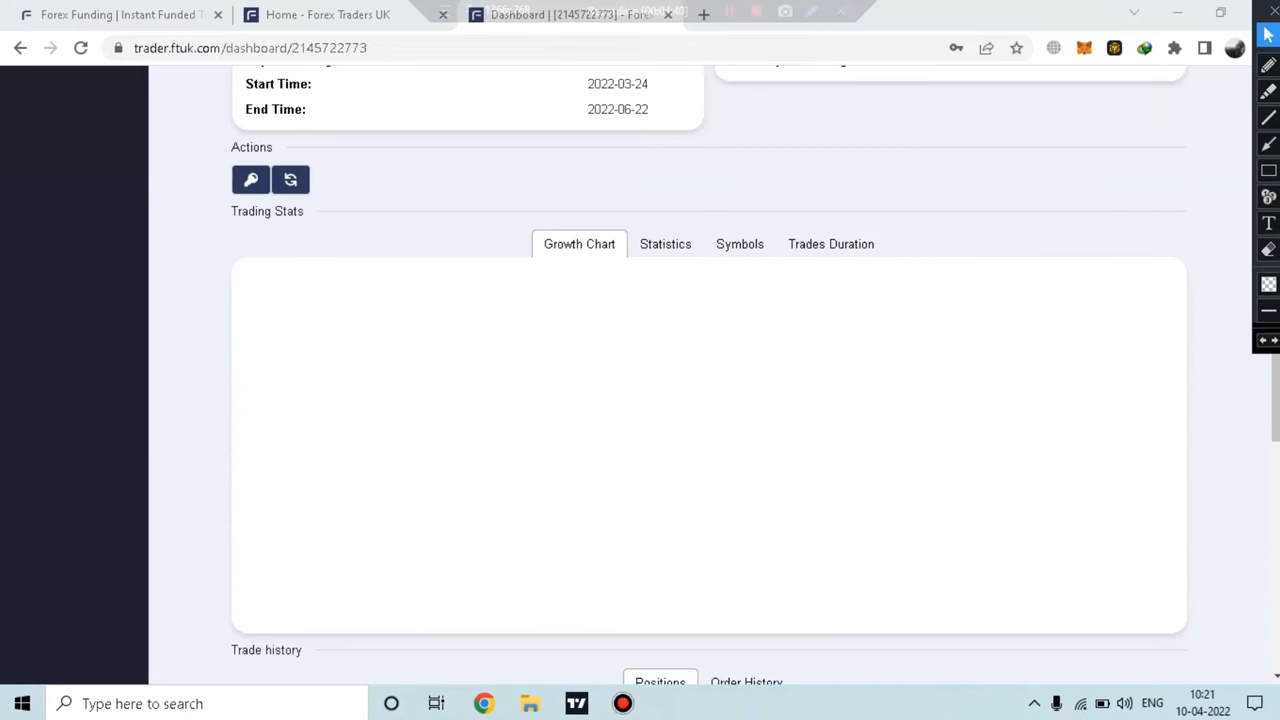 Forex Funding | Instant Funded T
Home - Forex Traders UK
Dashboard | [2145722773] - Fore
trader.ftuk.com/dashboard/2145722773
Start Time: 2022-03-24
End Time: 2022-06-22
Actions
Trading Stats
Growth Chart Statistics Symbols Trades Duration
Trade history
Positions Order History
T
Type here to search
ENG
10:21
10-04-2022